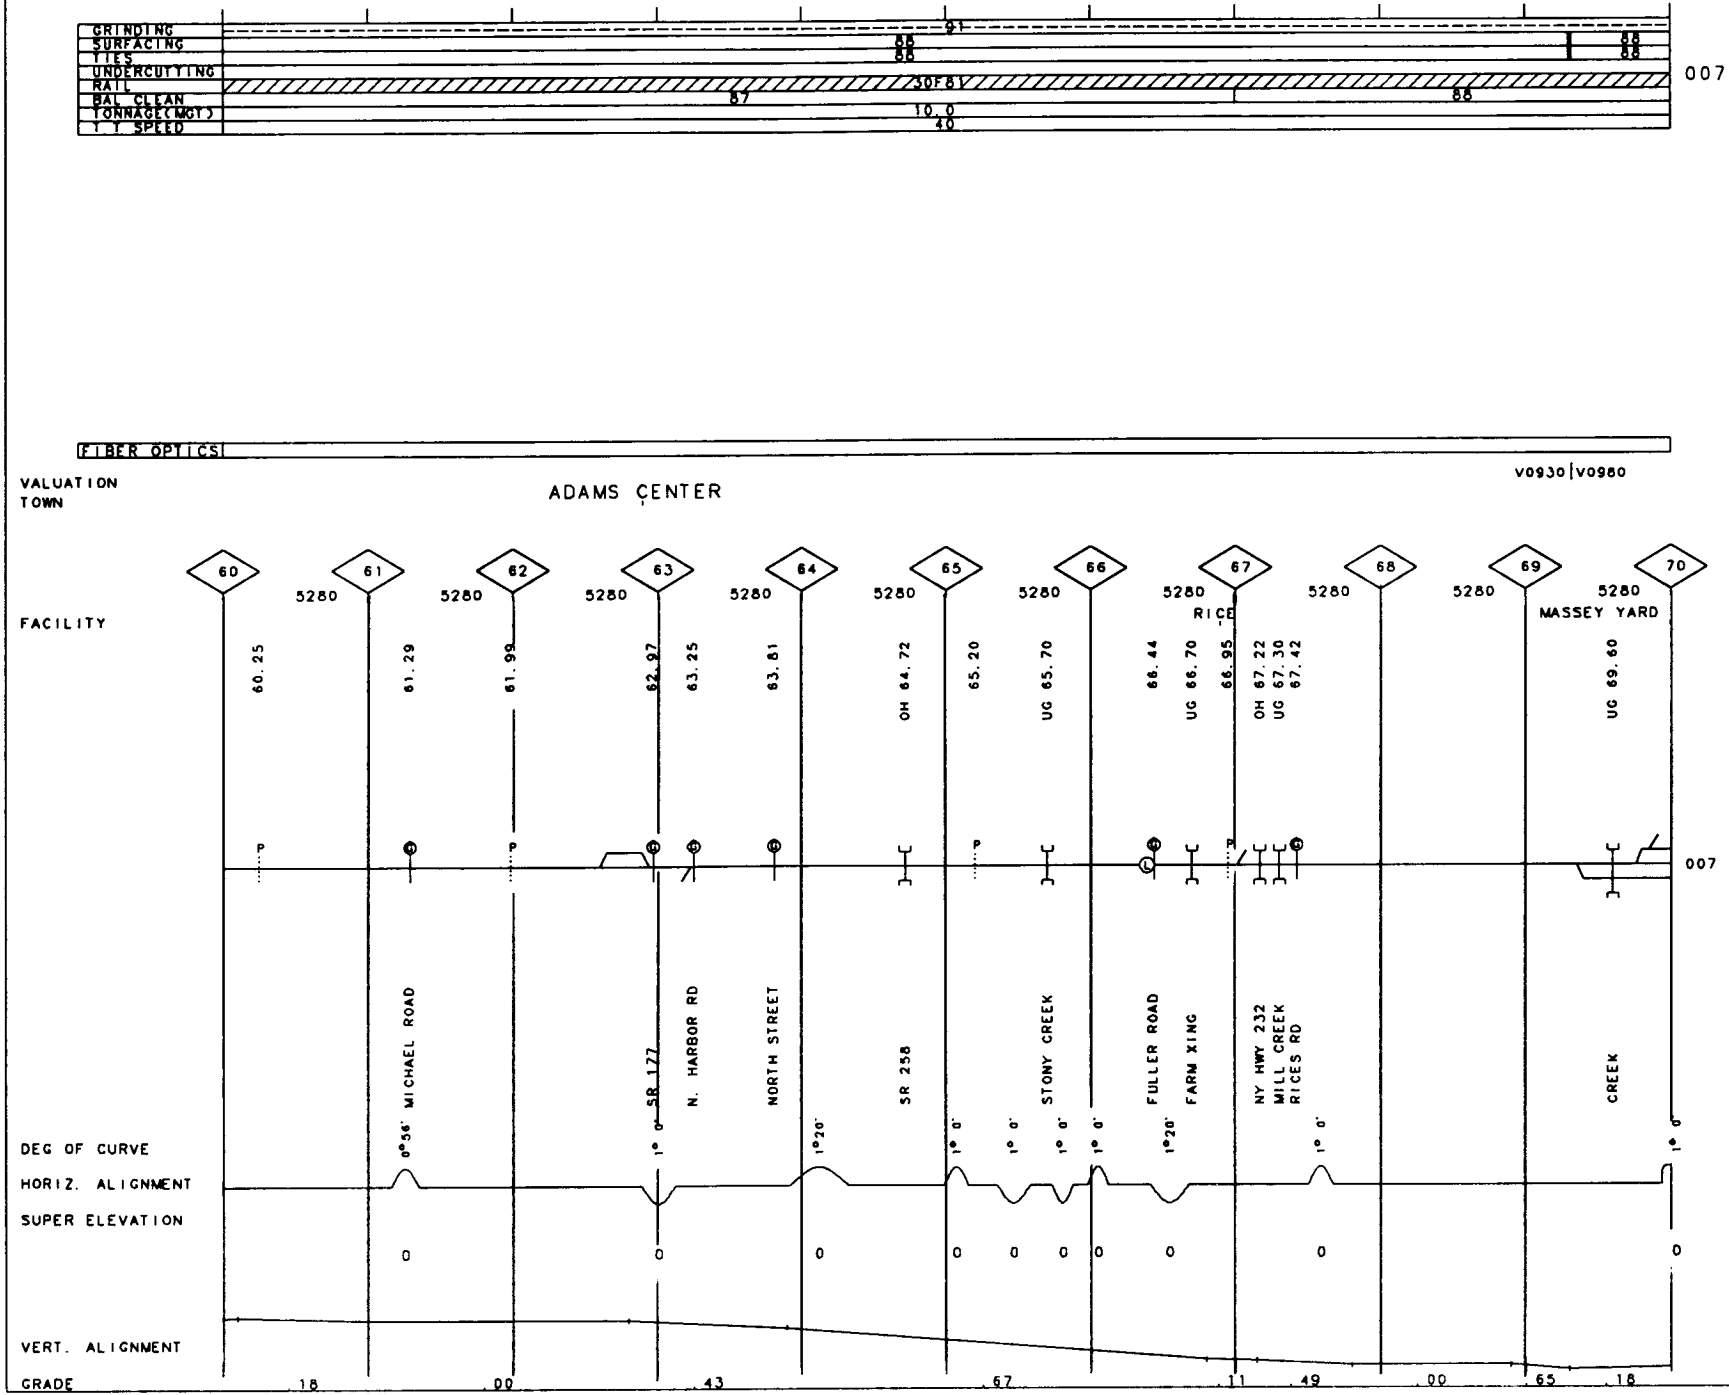 GRINDING 91
SURFACING 88 88
TIES 88 88
UNDERCUTTING
RAIL 30F81
007
BAL CLEAN 87 88
TONNAGE(MGT) 10.0
T T SPEED 40
FIBER OPTICS
VALUATION V0930|V0980
TOWN ADAMS CENTER
60 61 62 63 64 65 66 67 68 69 70
5280 5280 5280 5280 5280 5280 5280 5280 5280 5280
FACILITY RICE MASSEY YARD
60.25
61.29
61.99
62.97
63.25
63.81
OH 64.72
65.20
UG 65.70
66.44
UG 66.70
66.95
OH 67.22
UG 67.30
67.42
UG 69.60
P G P G G G P L G P G
007
MICHAEL ROAD
SR 177
N. HARBOR RD
NORTH STREET
SR 258
STONY CREEK
FULLER ROAD
FARM XING
NY HWY 232
MILL CREEK
RICES RD
CREEK
DEG OF CURVE 0°56' 1° 0' 1°20' 1° 0' 1° 0' 1° 0' 1° 0' 1°20' 1° 0' 1° 0'
HORIZ. ALIGNMENT
SUPER ELEVATION
0 0 0 0 0 0 0 0 0 0
VERT. ALIGNMENT
GRADE .18 .00 .43 .67 .11 .49 .00 .65 .18